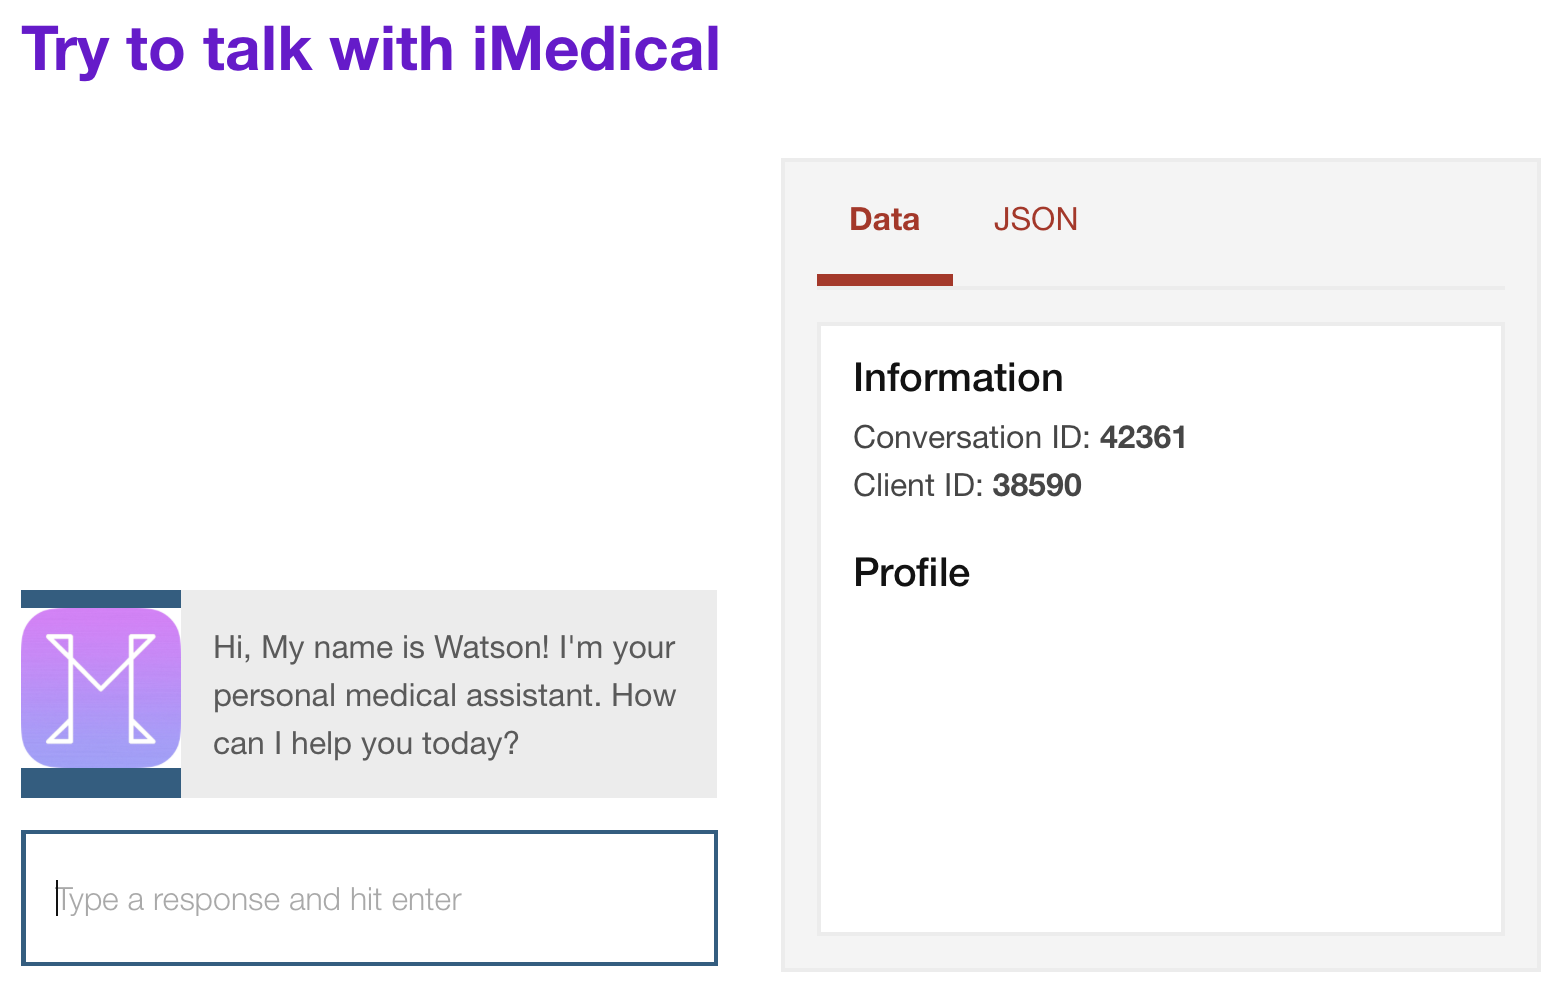 Try to talk with iMedical
Hi, My name is Watson! I'm your
personal medical assistant. How
can I help you today?
Type a response and hit enter
Data JSON
Information
Conversation ID: 42361
Client ID: 38590
Profile